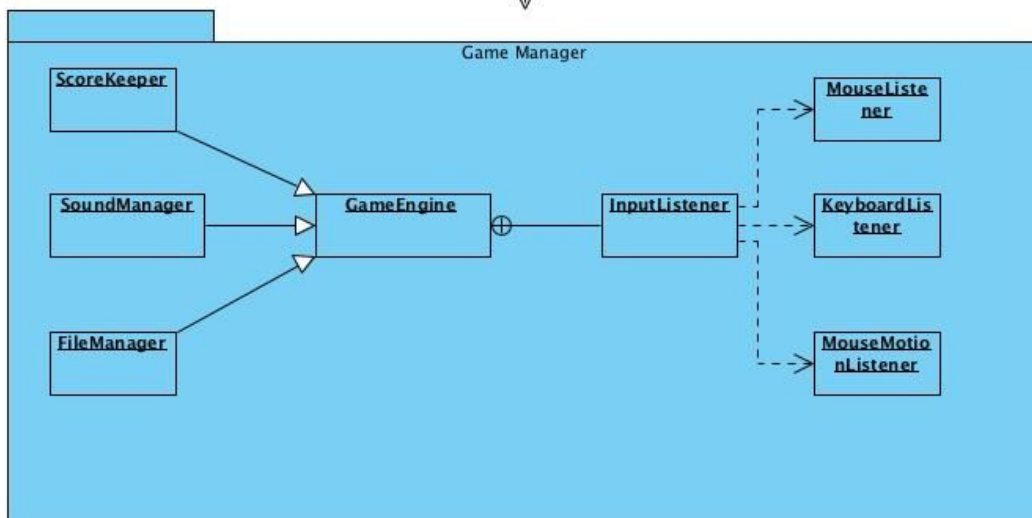 Game Manager
ScoreKeeper
MouseListe
ner
SoundManager
GameEngine
InputListener
KeyboardLis
tener
FileManager
MouseMotio
nListener